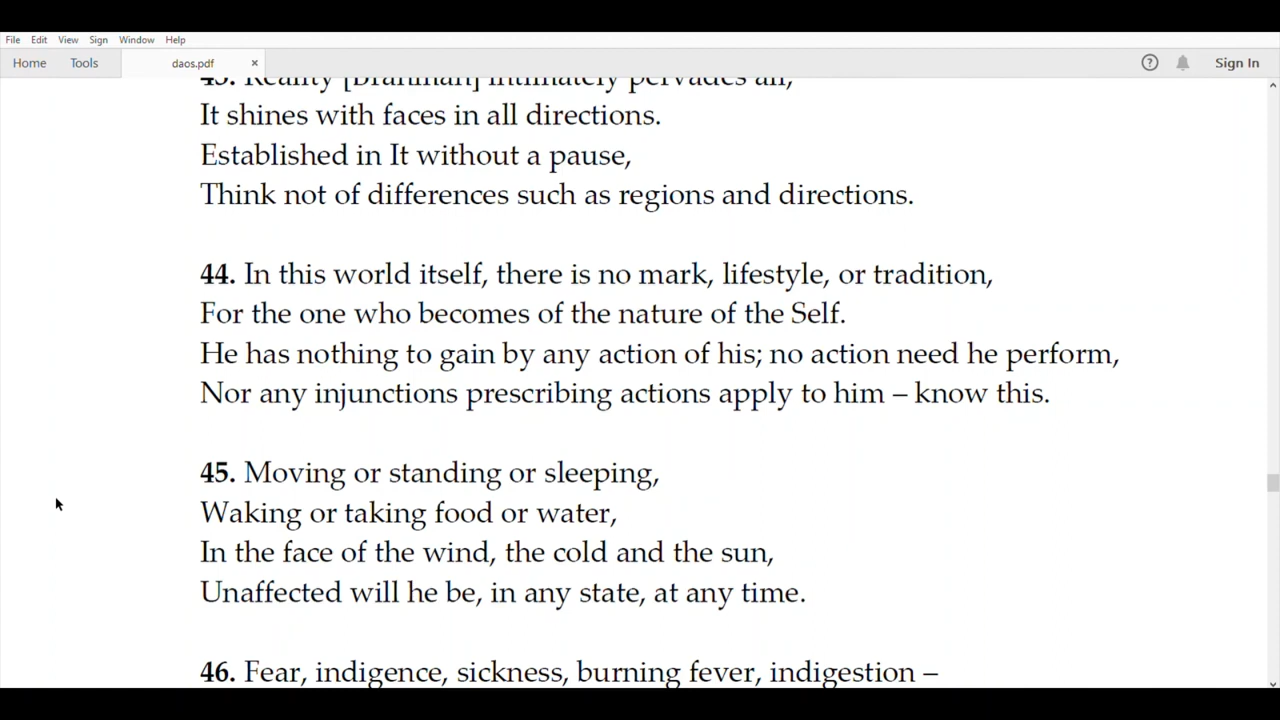 File Edit View Sign Window Help
Home Tools daos.pdf × ? Sign In
43. Reality [Brahman] intimately pervades all,
It shines with faces in all directions.
Established in It without a pause,
Think not of differences such as regions and directions.
44. In this world itself, there is no mark, lifestyle, or tradition,
For the one who becomes of the nature of the Self.
He has nothing to gain by any action of his; no action need he perform,
Nor any injunctions prescribing actions apply to him – know this.
45. Moving or standing or sleeping,
Waking or taking food or water,
In the face of the wind, the cold and the sun,
Unaffected will he be, in any state, at any time.
46. Fear, indigence, sickness, burning fever, indigestion –